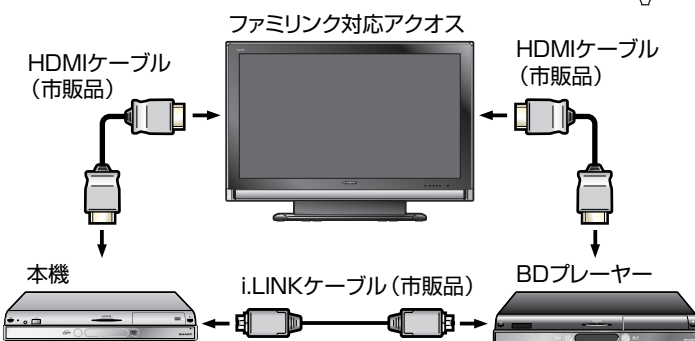 ファミリンク対応アクオス
HDMIケーブル
（市販品）
HDMIケーブル
（市販品）
本機
i.LINKケーブル（市販品）
BDプレーヤー